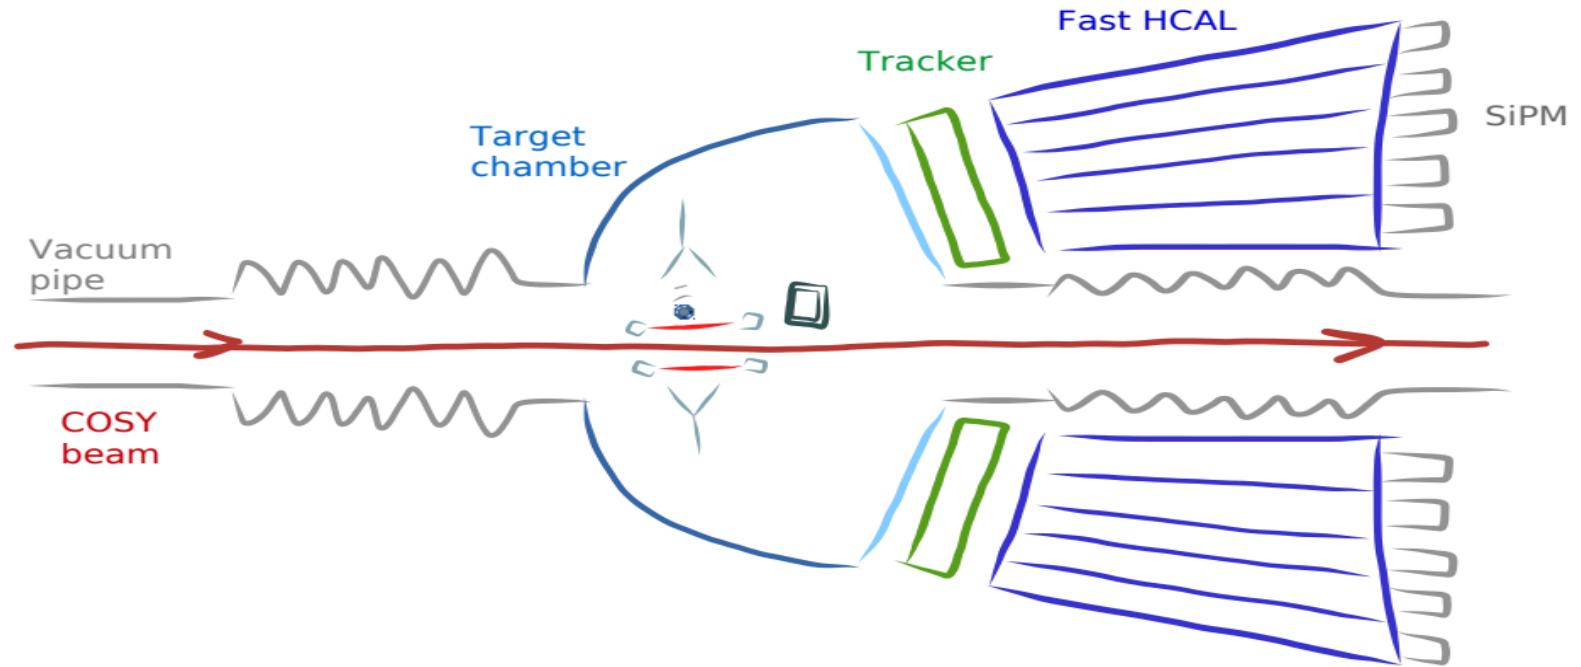 Fast HCAL
Tracker
SiPM
Target
chamber
Vacuum
pipe
COSY
beam